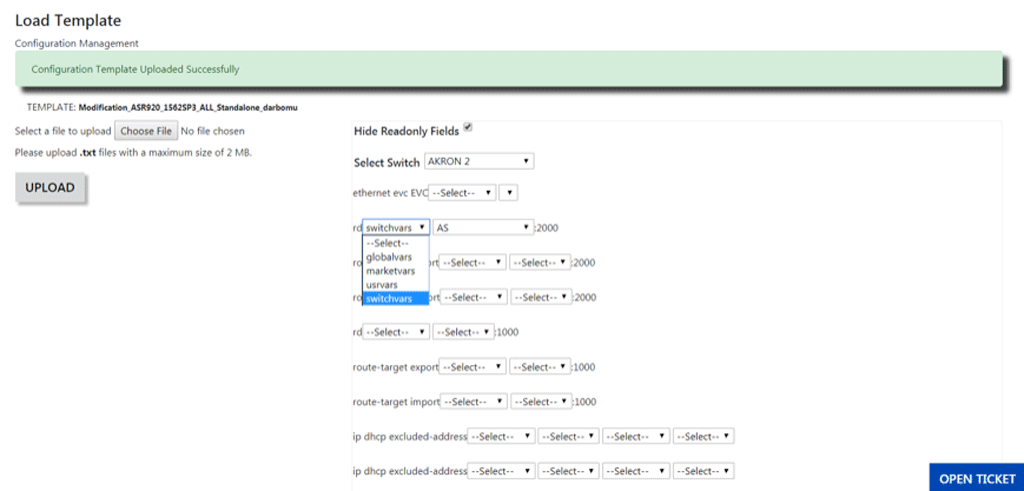 Load Template
Configuration Management
Configuration Template Uploaded Successfully
TEMPLATE: Modification_ASR920_1562SP3_ALL_Standalone_darbomu
Select a file to upload Choose File No file chosen
Please upload .txt files with a maximum size of 2 MB.
UPLOAD
Hide Readonly Fields
Select Switch AKRON 2
ethernet evc EVC --Select--
rd switchvars AS :2000
--Select--
globalvars
marketvars
usrvars
switchvars
ro rt --Select-- --Select-- :2000
ro ort --Select-- --Select-- :2000
rd --Select-- --Select-- :1000
route-target export --Select-- --Select-- :1000
route-target import --Select-- --Select-- :1000
ip dhcp excluded-address --Select-- --Select-- --Select-- --Select--
ip dhcp excluded-address --Select-- --Select-- --Select-- --Select--
OPEN TICKET